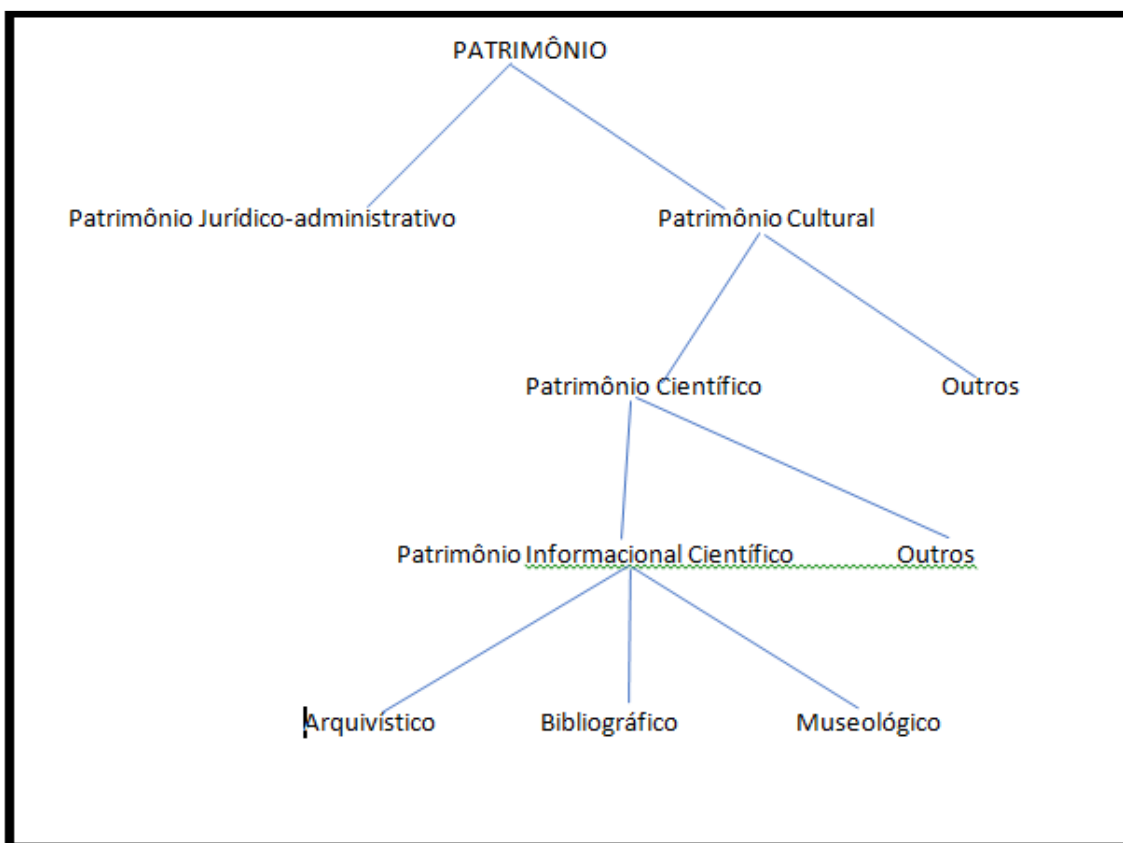 PATRIMÔNIO
Patrimônio Jurídico-administrativo Patrimônio Cultural
Patrimônio Científico Outros
Patrimônio Informacional Científico Outros
Arquivístico Bibliográfico Museológico